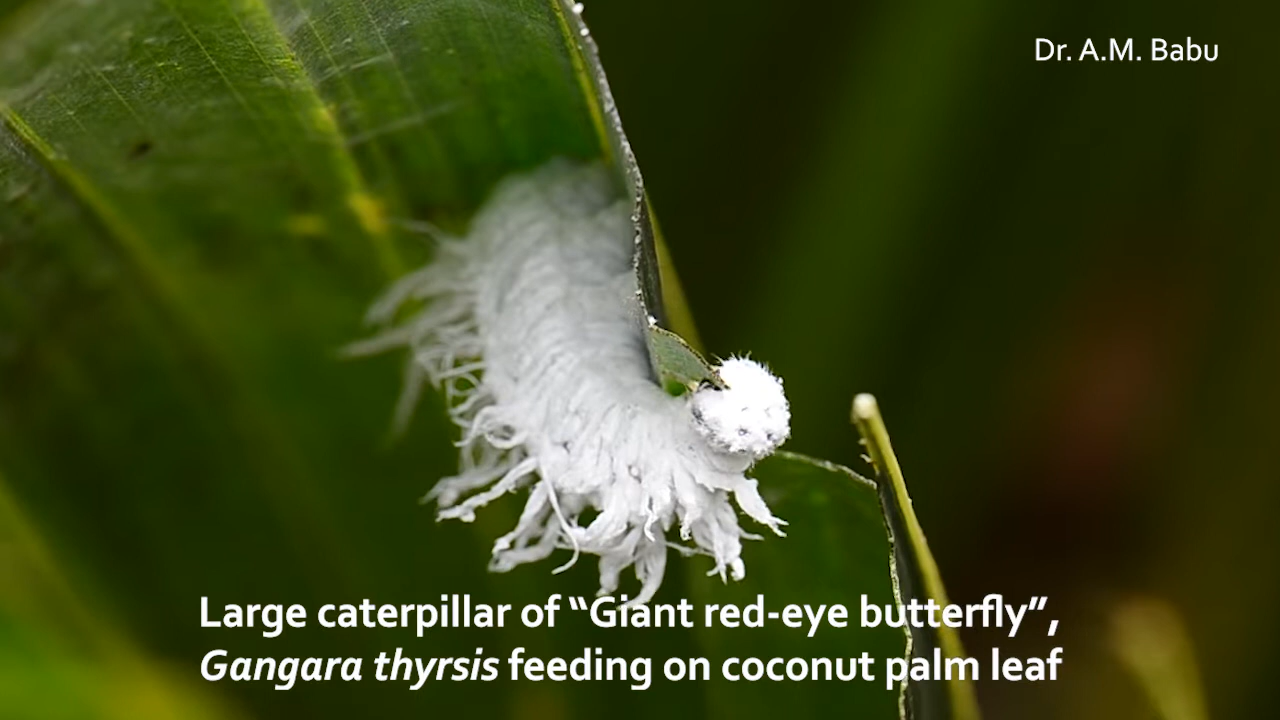 Dr. A.M. Babu
Large caterpillar of “Giant red-eye butterfly”,
Gangara thyrsis feeding on coconut palm leaf